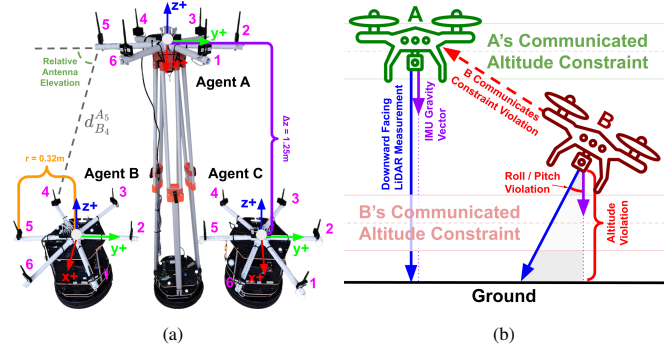 z+
y+
5
4
3
2
6
1
Agent A
Relative
Antenna
Elevation
d^{A_5}_{B_4}
Δz = 1.25m
r = 0.32m
Agent B
z+
4
3
5
2
y+
6
x+
1
Agent C
z+
4
3
5
2
y+
6
x+
1
(a)
A
A's Communicated
Altitude Constraint
B Communicates
Constraint Violation
Downward Facing
LiDAR Measurement
IMU Gravity
Vector
B
Roll / Pitch
Violation
B's Communicated
Altitude Constraint
Altitude
Violation
Ground
(b)